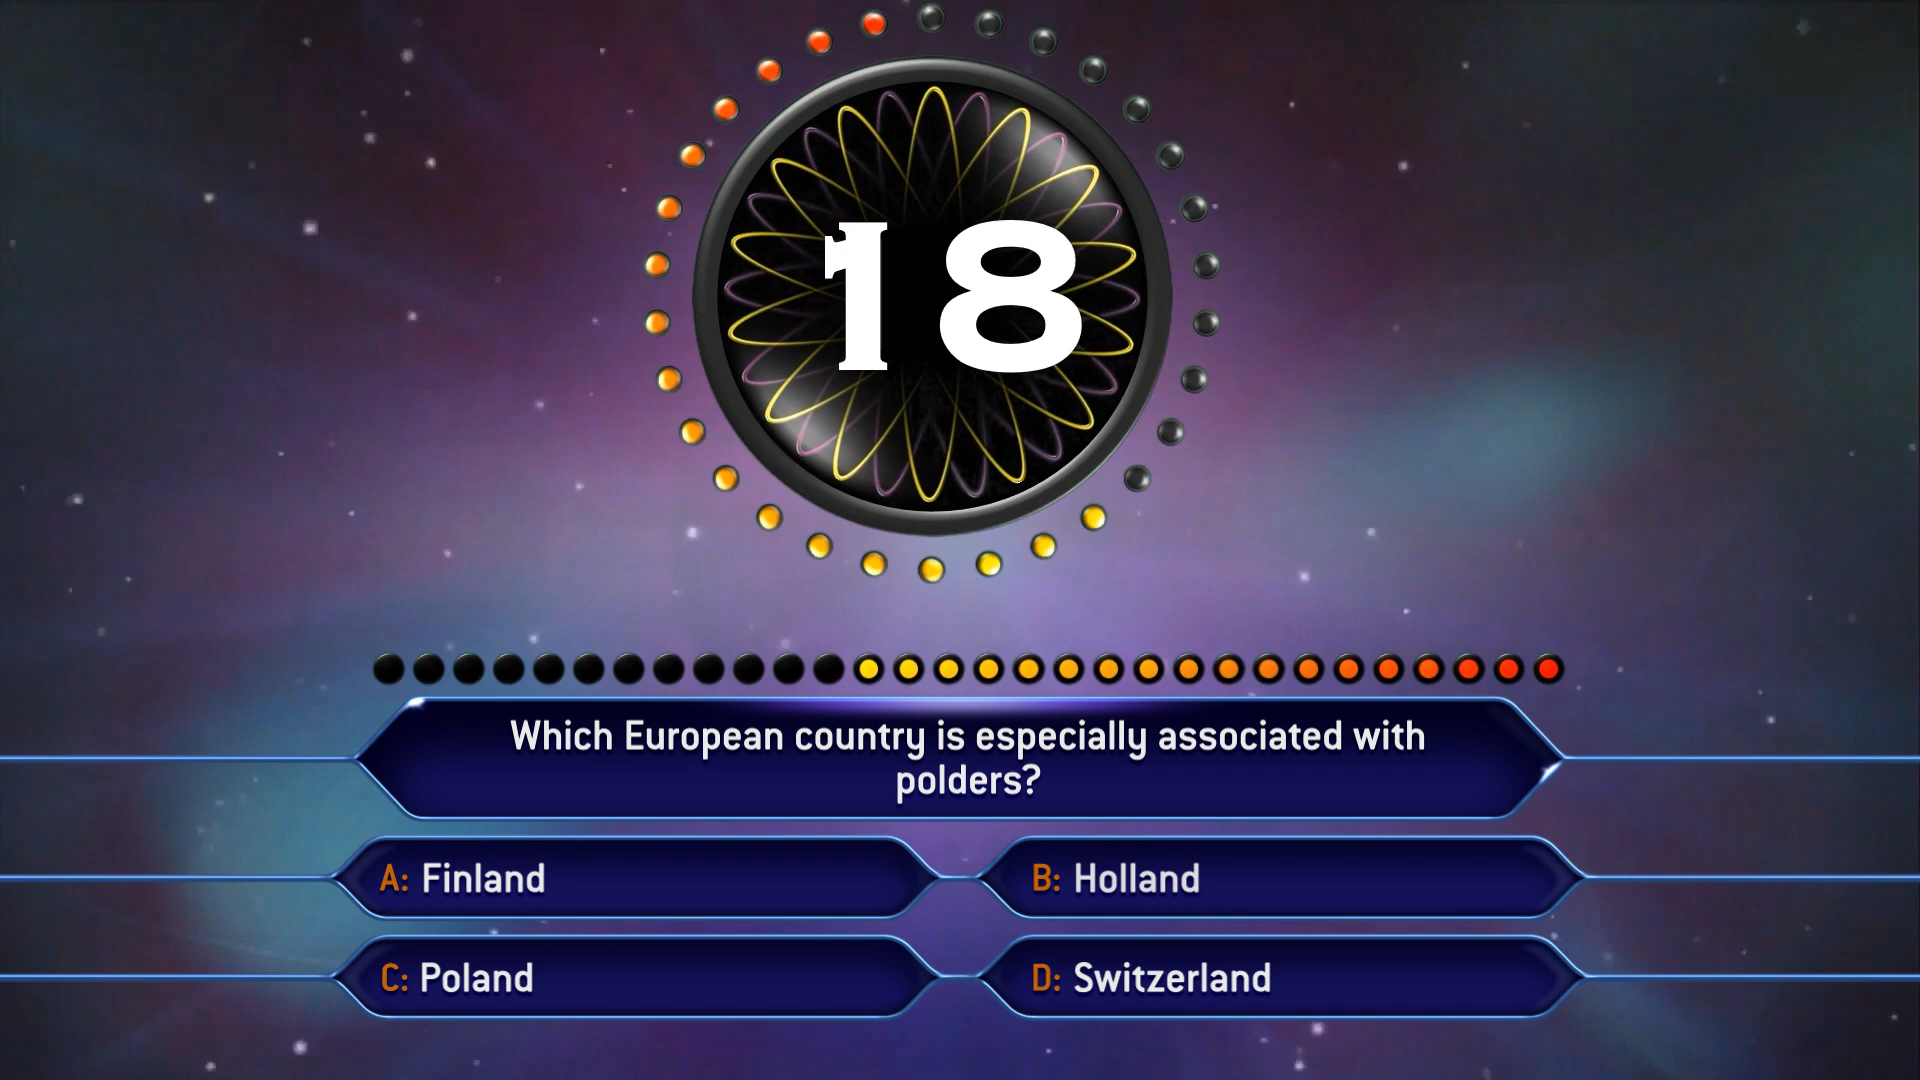 18
Which European country is especially associated with
polders?
A: Finland
B: Holland
C: Poland
D: Switzerland